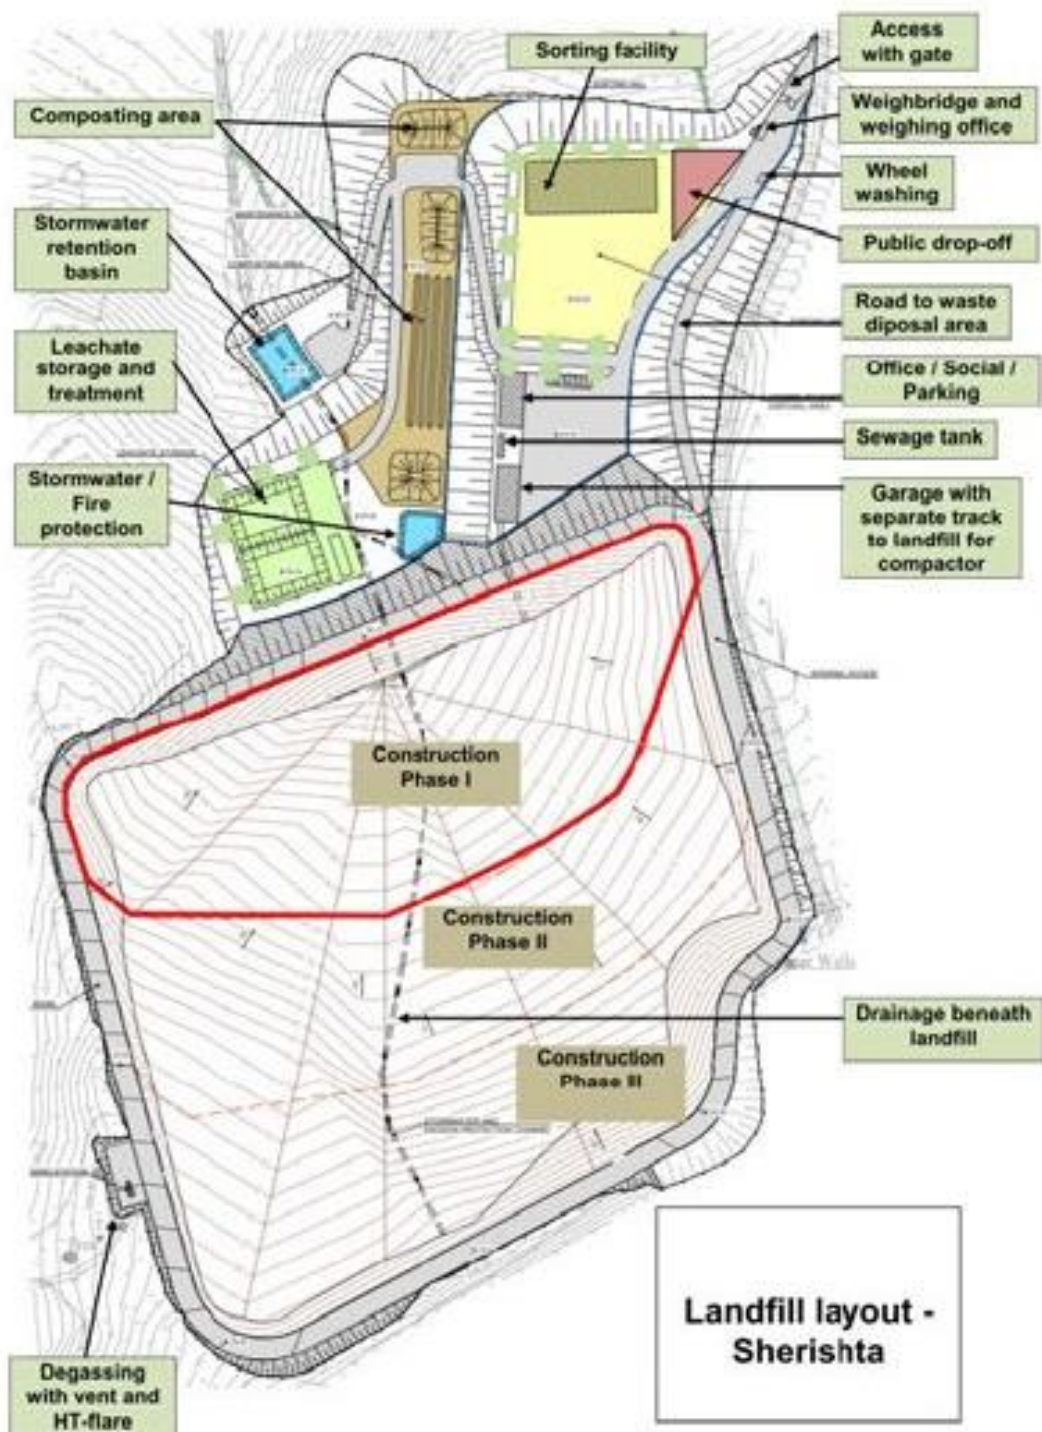 Access
with gate
Sorting facility
Composting area
Weighbridge and
weighing office
Wheel
washing
Stormwater
retention
basin
Public drop-off
Road to waste
diposal area
Leachate
storage and
treatment
Office / Social /
Parking
Sewage tank
Stormwater /
Fire
protection
Garage with
separate track
to landfill for
compactor
Construction
Phase I
Construction
Phase II
Drainage beneath
landfill
Construction
Phase III
Landfill layout -
Sherishta
Degassing
with vent and
HT-flare